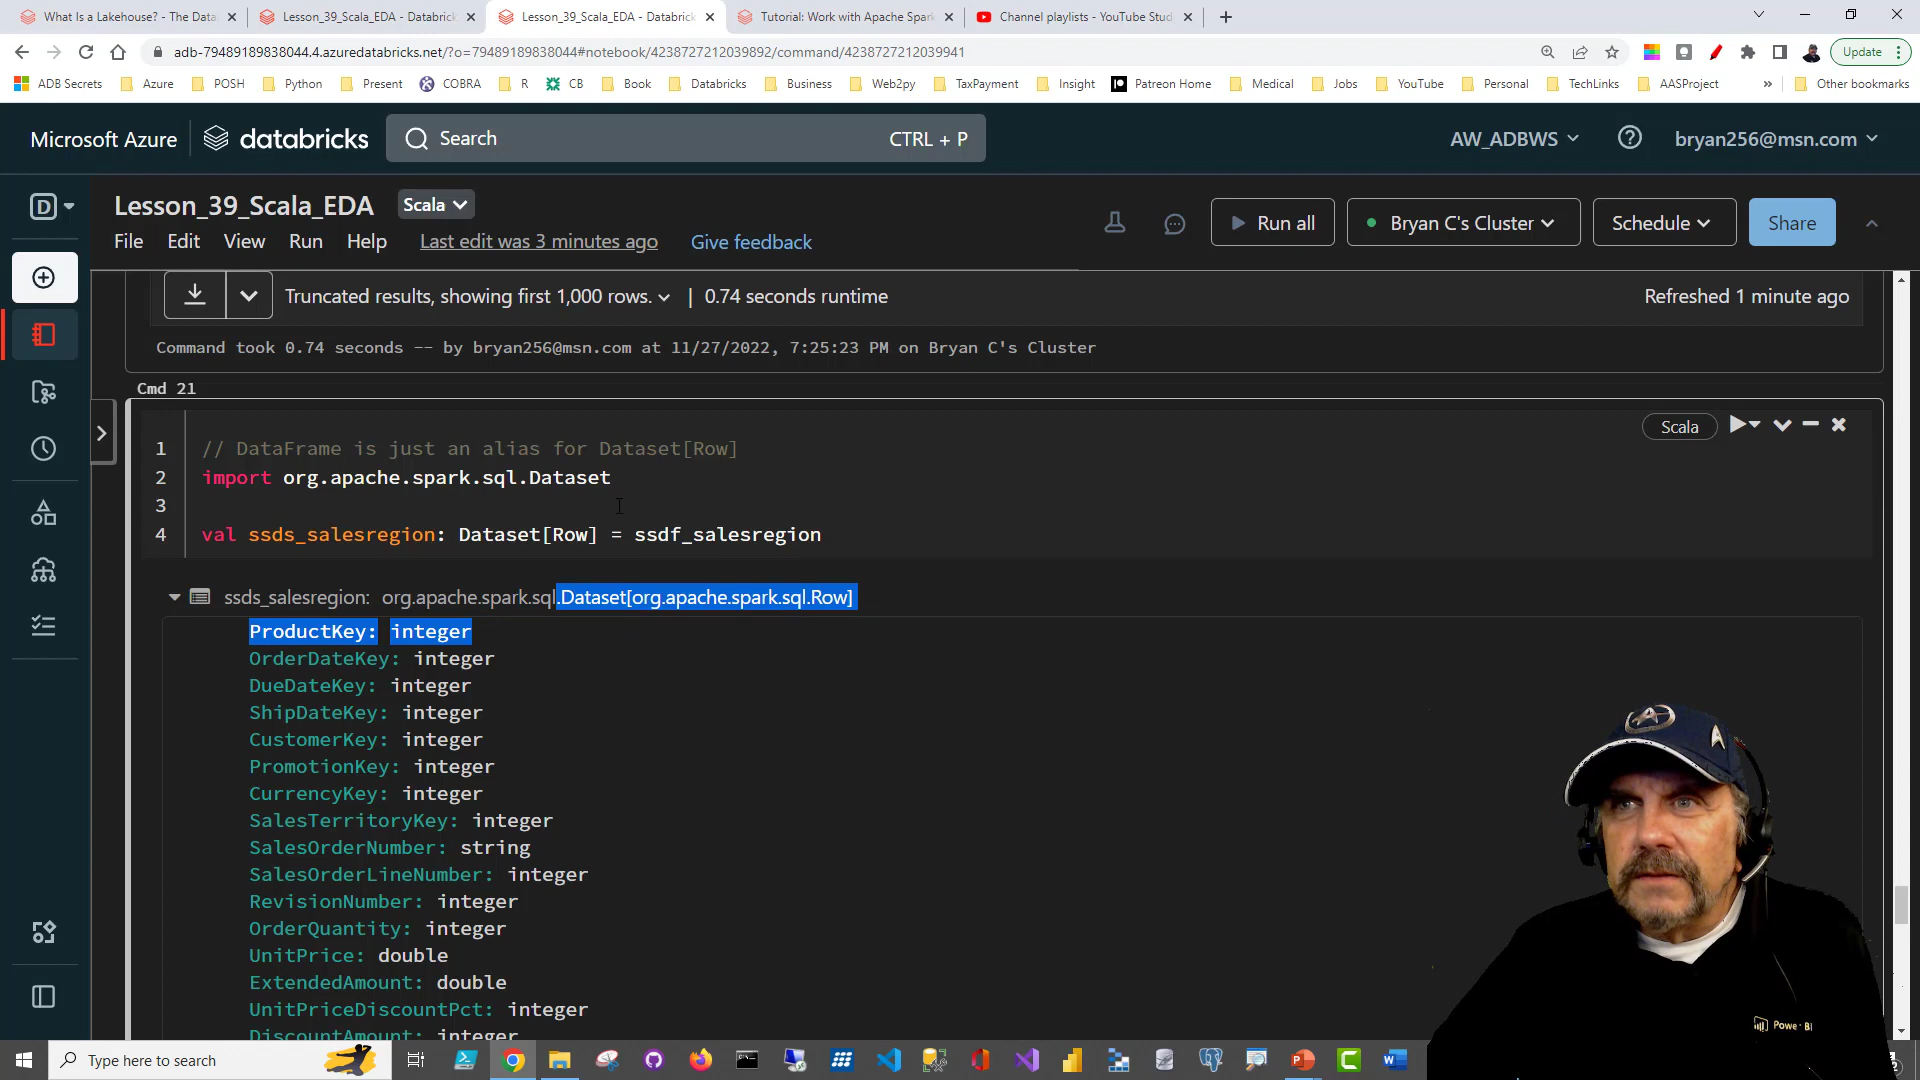 What Is a Lakehouse? - The Data
Lesson_39_Scala_EDA - Databric
Lesson_39_Scala_EDA - Databrick
Tutorial: Work with Apache Spark
Channel playlists - YouTube Stud
adb-79489189838044.4.azuredatabricks.net/?o=79489189838044#notebook/4238727212039892/command/4238727212039941
Update
ADB Secrets
Azure
POSH
Python
Present
COBRA
R
CB
Book
Databricks
Business
Web2py
TaxPayment
Insight
Patreon Home
Medical
Jobs
YouTube
Personal
TechLinks
AASProject
»
Other bookmarks
Microsoft Azure
databricks
Search
CTRL + P
AW_ADBWS
bryan256@msn.com
D
Lesson_39_Scala_EDA
Scala
File
Edit
View
Run
Help
Last edit was 3 minutes ago
Give feedback
Run all
Bryan C's Cluster
Schedule
Share
Truncated results, showing first 1,000 rows.
| 0.74 seconds runtime
Refreshed 1 minute ago
Command took 0.74 seconds -- by bryan256@msn.com at 11/27/2022, 7:25:23 PM on Bryan C's Cluster
Cmd 21
Scala
1 // DataFrame is just an alias for Dataset[Row]
2 import org.apache.spark.sql.Dataset
3
4 val ssds_salesregion: Dataset[Row] = ssdf_salesregion
ssds_salesregion: org.apache.spark.sql.Dataset[org.apache.spark.sql.Row]
ProductKey: integer
OrderDateKey: integer
DueDateKey: integer
ShipDateKey: integer
CustomerKey: integer
PromotionKey: integer
CurrencyKey: integer
SalesTerritoryKey: integer
SalesOrderNumber: string
SalesOrderLineNumber: integer
RevisionNumber: integer
OrderQuantity: integer
UnitPrice: double
ExtendedAmount: double
UnitPriceDiscountPct: integer
DiscountAmount: integer
Type here to search